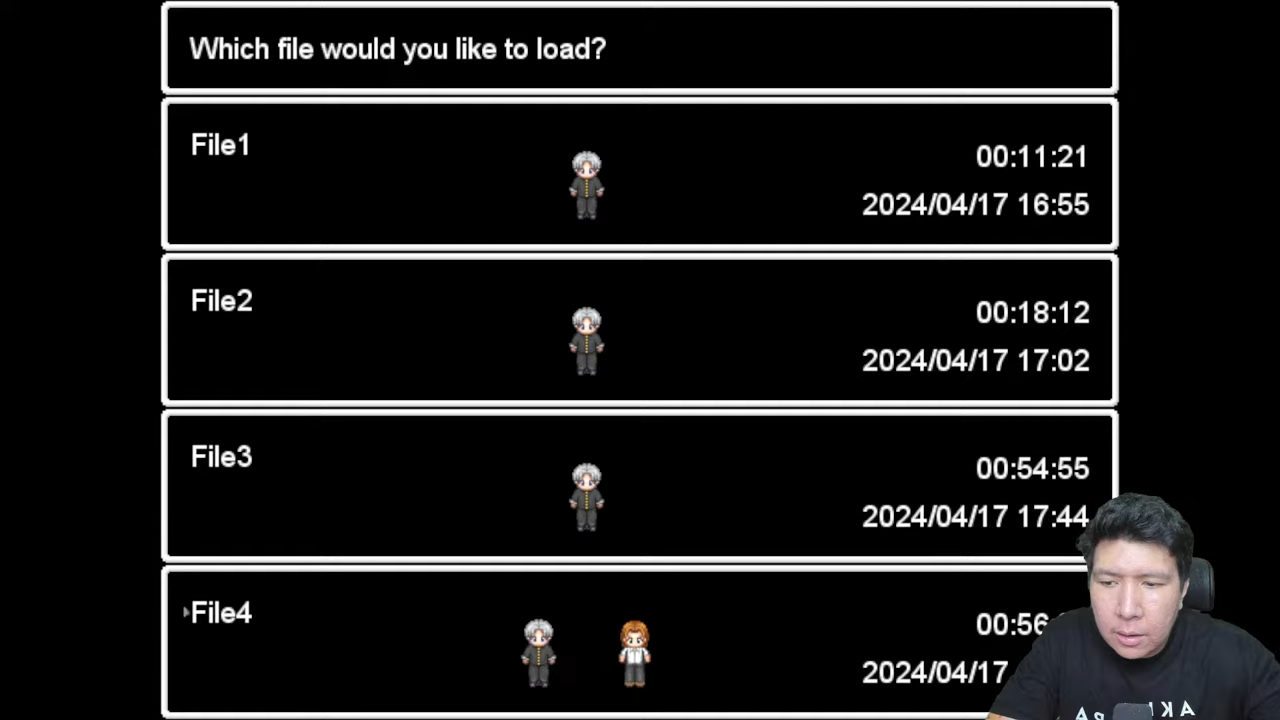 Which file would you like to load?
File1
00:11:21
2024/04/17 16:55
File2
00:18:12
2024/04/17 17:02
File3
00:54:55
2024/04/17 17:44
File4
00:56
2024/04/17